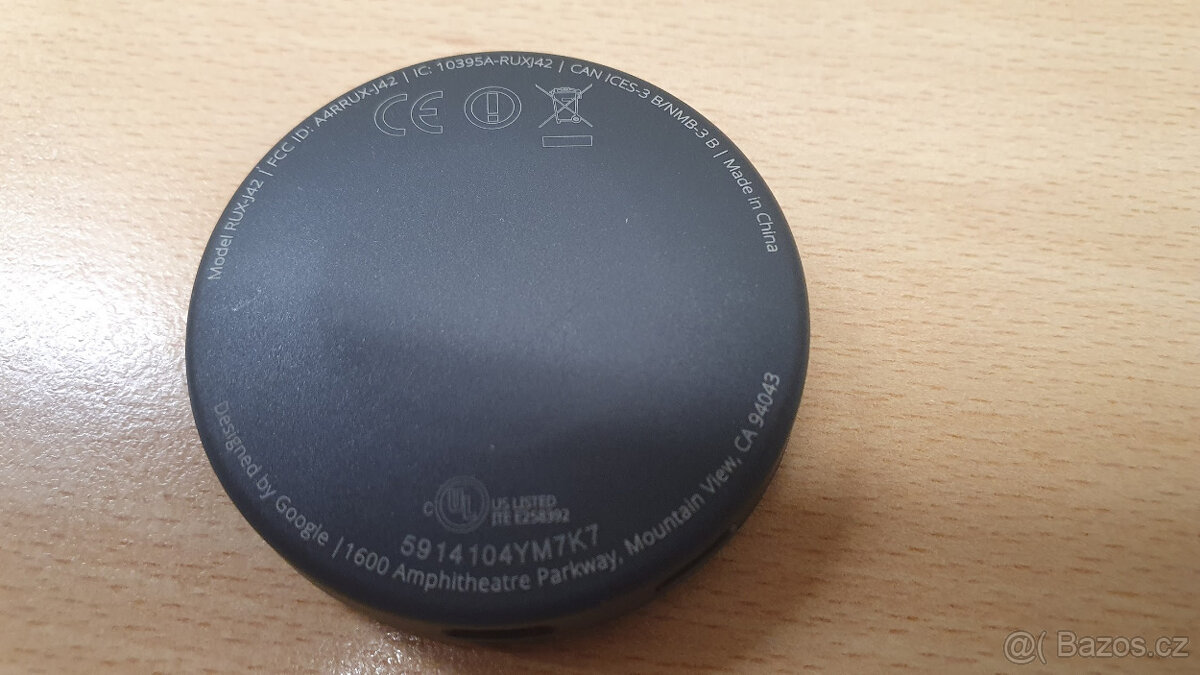 Model RUX-J42 | FCC ID: A4RRUX-J42 | IC: 10395A-RUXJ42 | CAN ICES-3 B/NMB-3 B | Made in China
CE
c UL US LISTED
ITE E258392
5914104YM7K7
Designed by Google | 1600 Amphitheatre Parkway, Mountain View, CA 94043
@( Bazos.cz